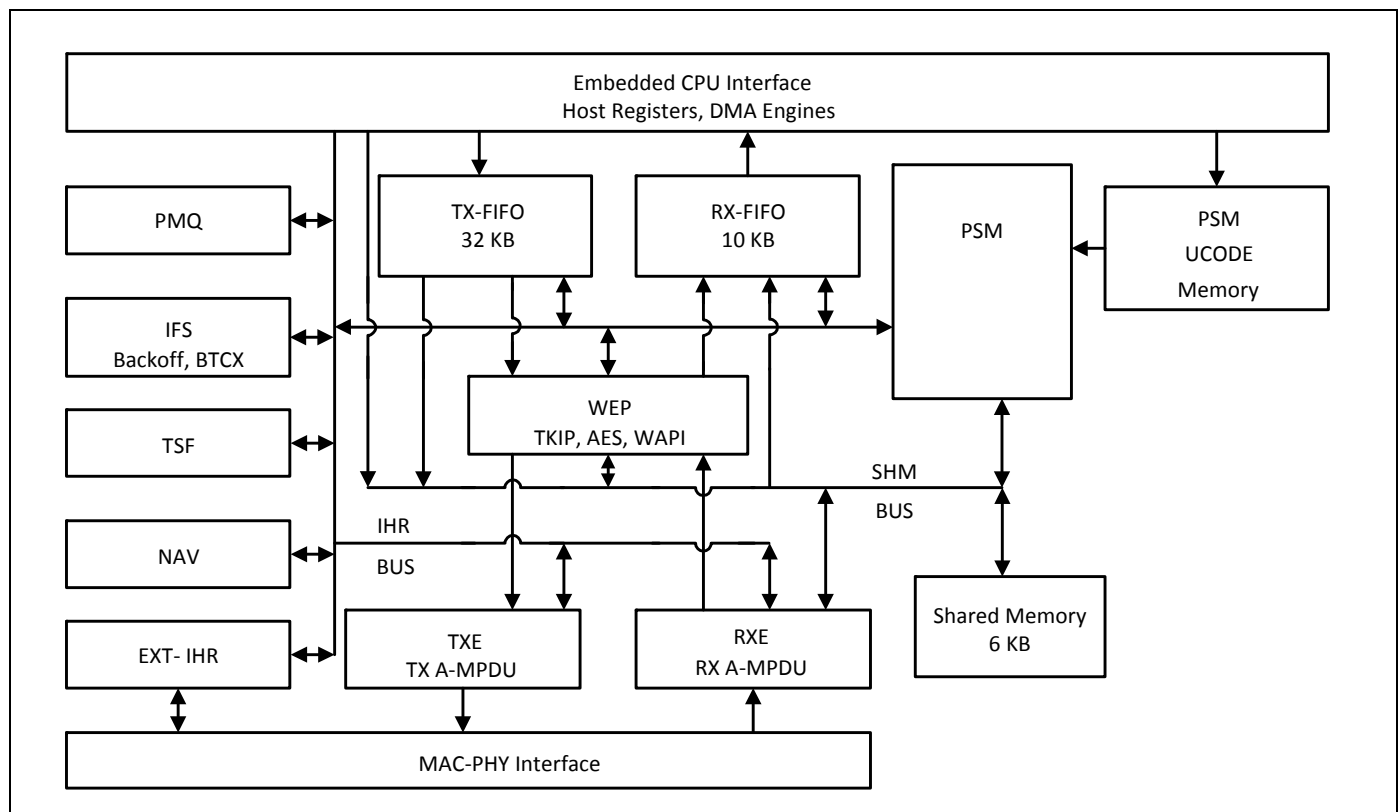 Embedded CPU Interface
Host Registers, DMA Engines
PMQ
TX-FIFO
32 KB
RX-FIFO
10 KB
PSM
PSM
UCODE
Memory
IFS
Backoff, BTCX
WEP
TKIP, AES, WAPI
TSF
SHM
BUS
IHR
BUS
NAV
Shared Memory
6 KB
EXT- IHR
TXE
TX A-MPDU
RXE
RX A-MPDU
MAC-PHY Interface